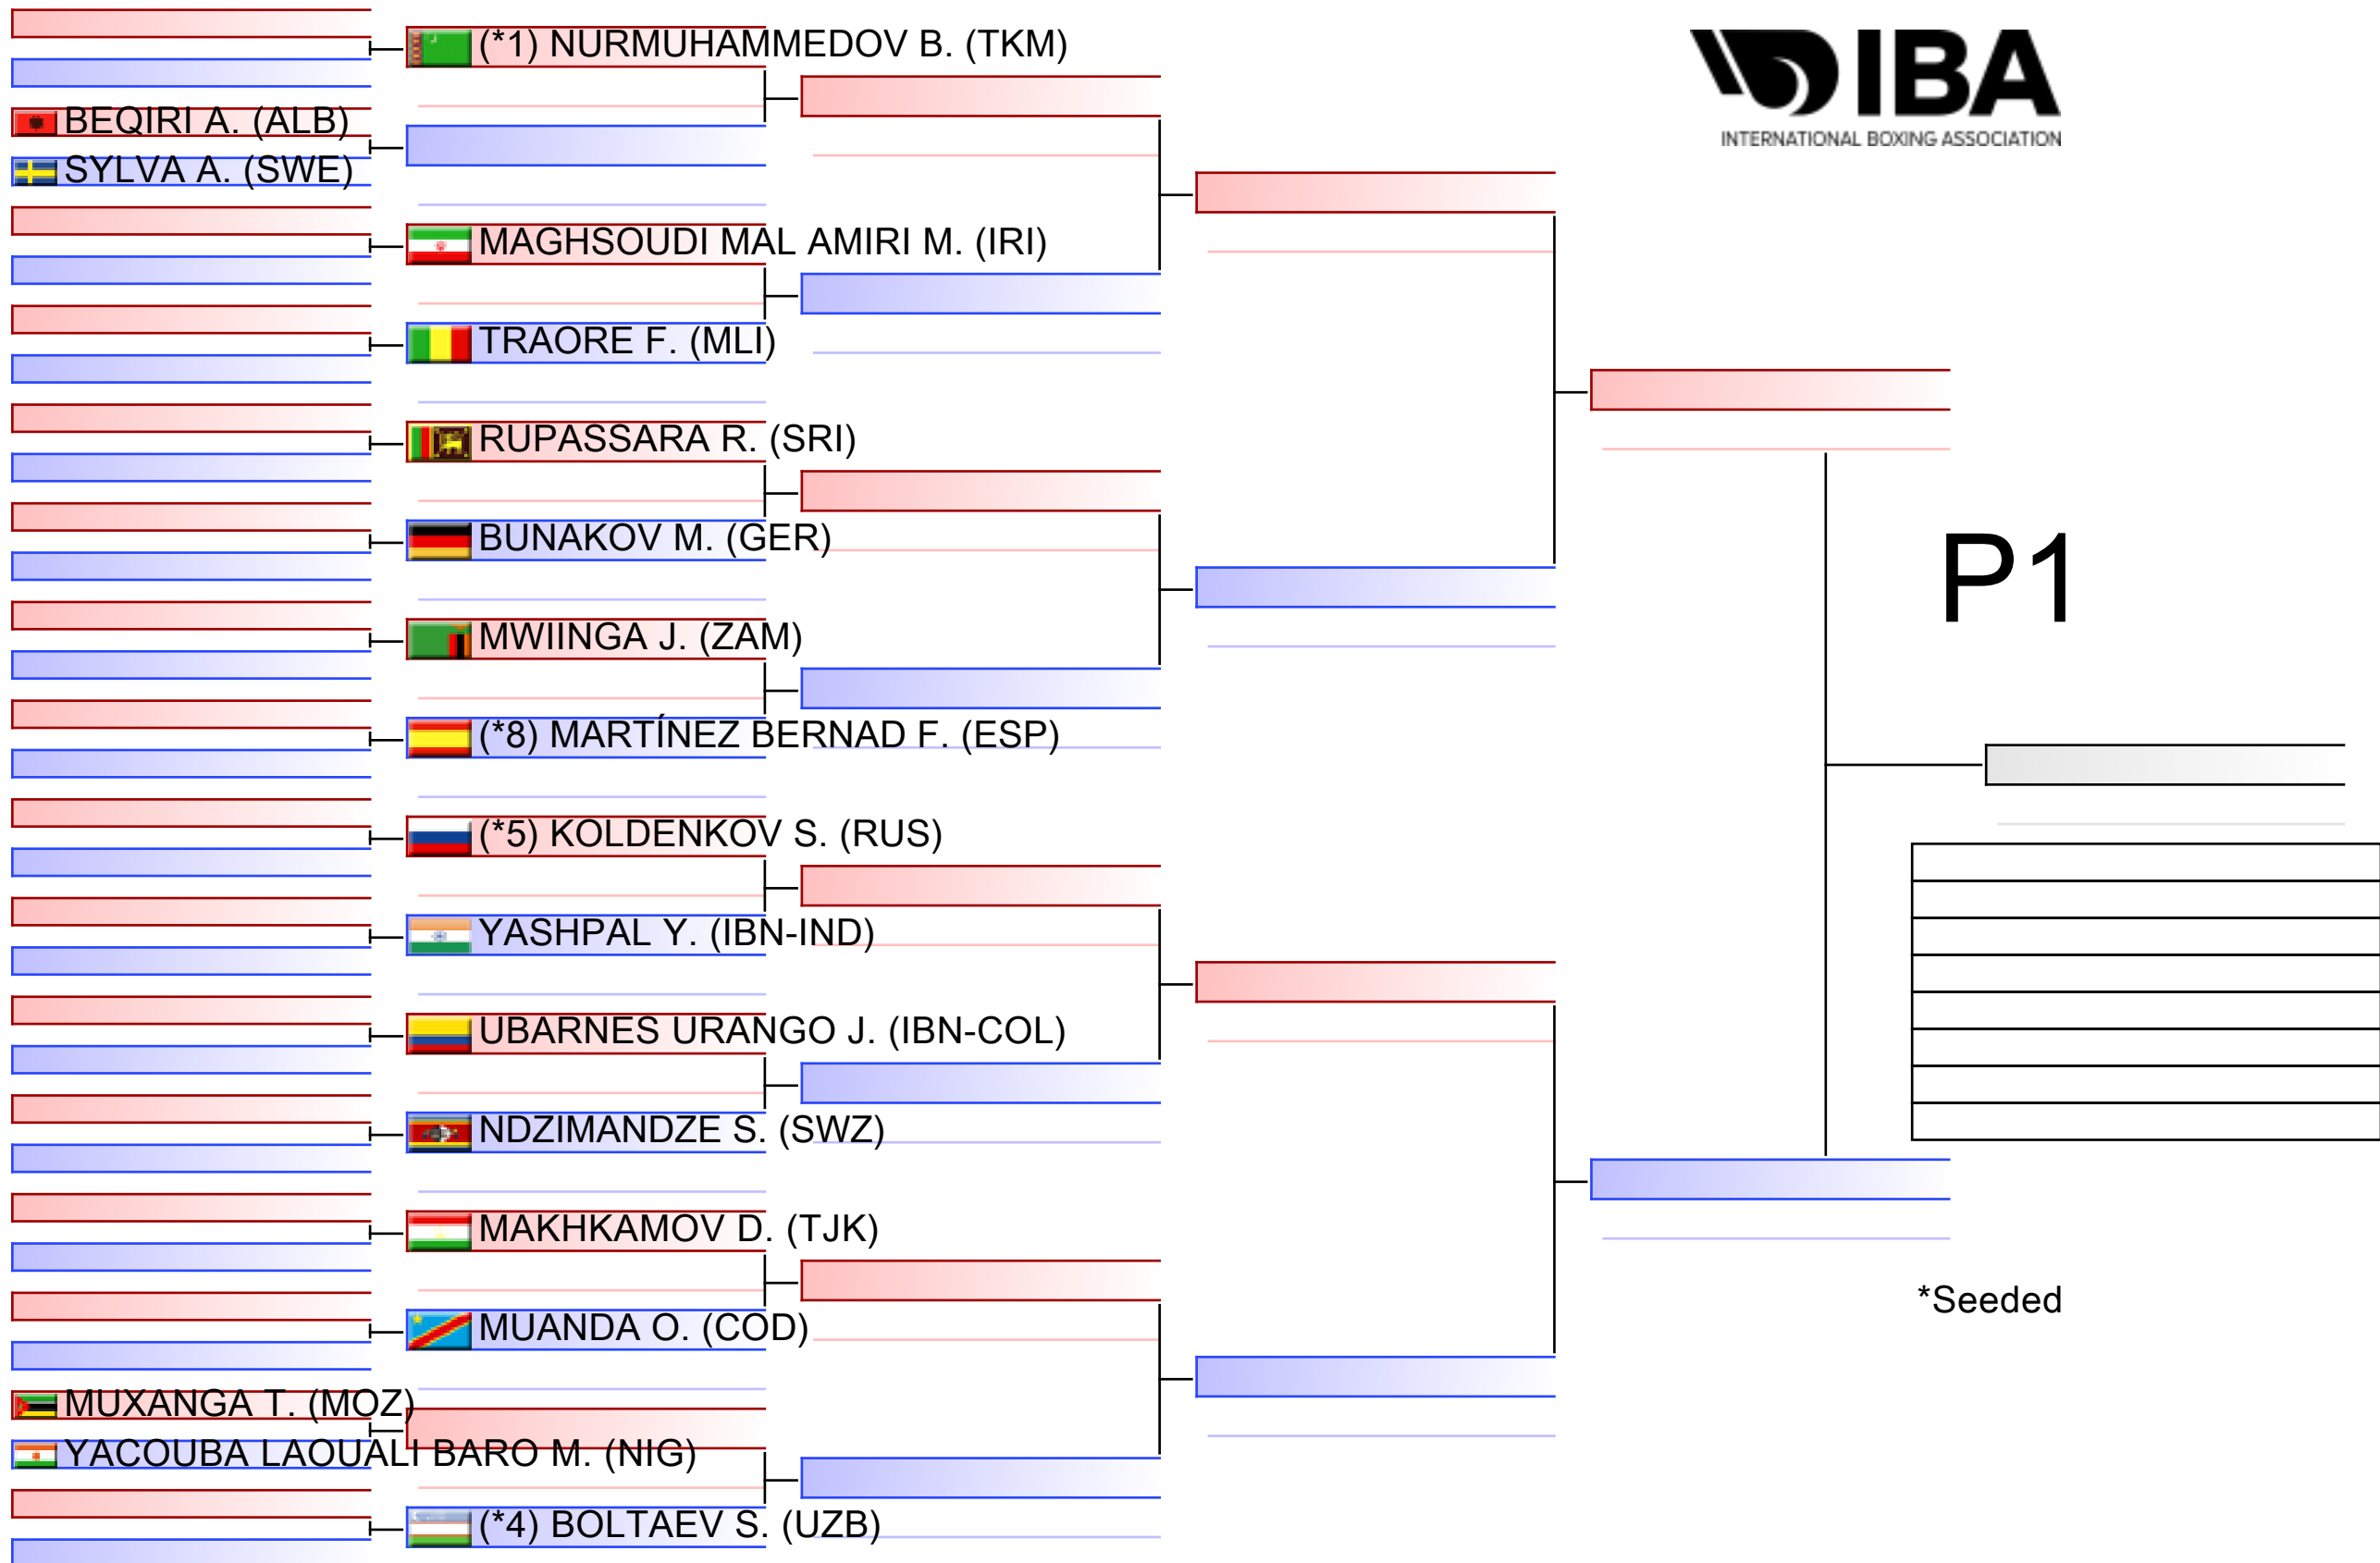 (*1) NURMUHAMMEDOV B. (TKM)
IBA
INTERNATIONAL BOXING ASSOCIATION
BEQIRI A. (ALB)
SYLVA A. (SWE)
MAGHSOUDI MAL AMIRI M. (IRI)
TRAORE F. (MLI)
RUPASSARA R. (SRI)
BUNAKOV M. (GER)
P1
MWIINGA J. (ZAM)
(*8) MARTÍNEZ BERNAD F. (ESP)
(*5) KOLDENKOV S. (RUS)
YASHPAL Y. (IBN-IND)
UBARNES URANGO J. (IBN-COL)
NDZIMANDZE S. (SWZ)
MAKHKAMOV D. (TJK)
*Seeded
MUANDA O. (COD)
MUXANGA T. (MOZ)
YACOUBA LAOUALI BARO M. (NIG)
(*4) BOLTAEV S. (UZB)